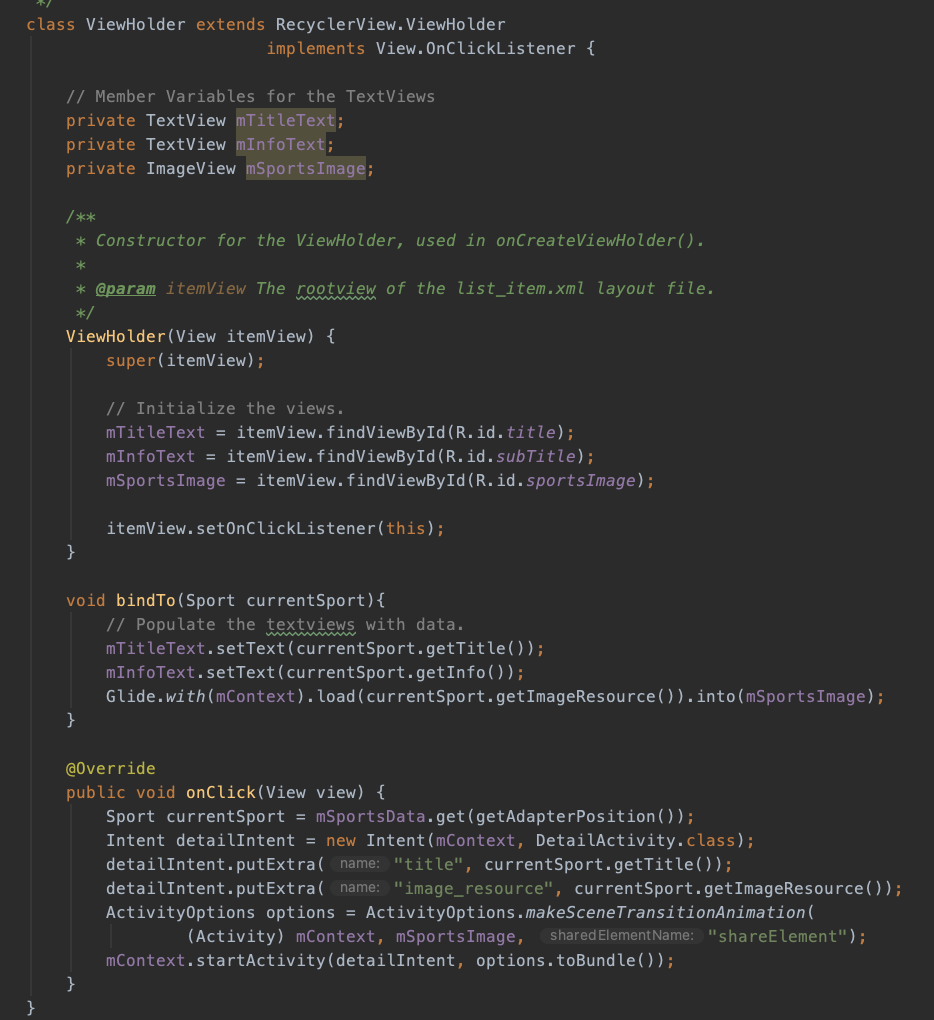 */
class ViewHolder extends RecyclerView.ViewHolder
implements View.OnClickListener {
// Member Variables for the TextViews
private TextView mTitleText;
private TextView mInfoText;
private ImageView mSportsImage;
/**
* Constructor for the ViewHolder, used in onCreateViewHolder().
*
* @param itemView The rootview of the list_item.xml layout file.
*/
ViewHolder(View itemView) {
super(itemView);
// Initialize the views.
mTitleText = itemView.findViewById(R.id.title);
mInfoText = itemView.findViewById(R.id.subTitle);
mSportsImage = itemView.findViewById(R.id.sportsImage);
itemView.setOnClickListener(this);
}
void bindTo(Sport currentSport){
// Populate the textviews with data.
mTitleText.setText(currentSport.getTitle());
mInfoText.setText(currentSport.getInfo());
Glide.with(mContext).load(currentSport.getImageResource()).into(mSportsImage);
}
@Override
public void onClick(View view) {
Sport currentSport = mSportsData.get(getAdapterPosition());
Intent detailIntent = new Intent(mContext, DetailActivity.class);
detailIntent.putExtra( name: "title", currentSport.getTitle());
detailIntent.putExtra( name: "image_resource", currentSport.getImageResource());
ActivityOptions options = ActivityOptions.makeSceneTransitionAnimation(
(Activity) mContext, mSportsImage, sharedElementName: "shareElement");
mContext.startActivity(detailIntent, options.toBundle());
}
}